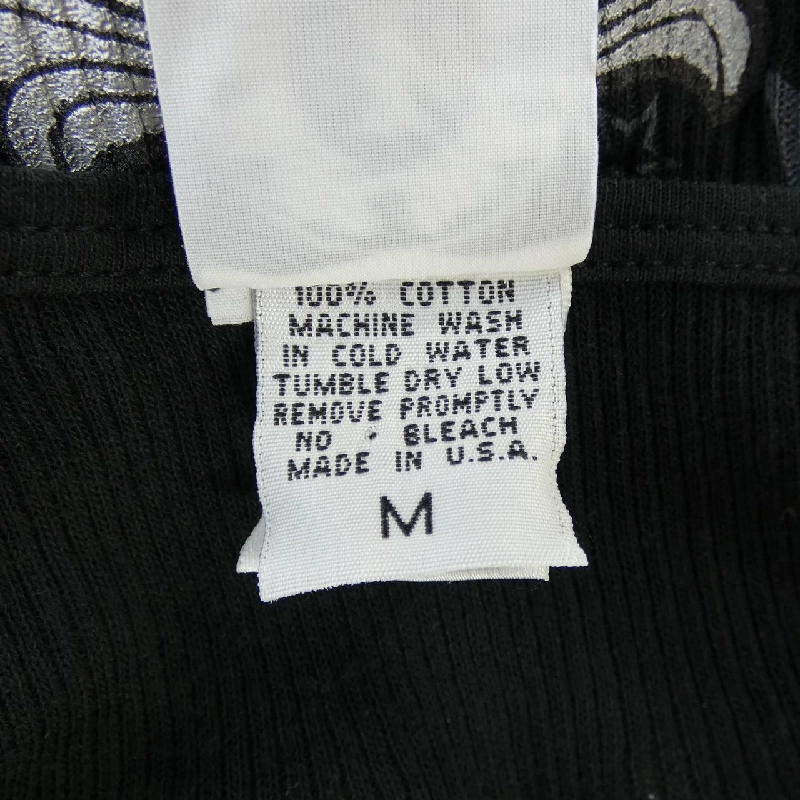 100% COTTON
MACHINE WASH
IN COLD WATER
TUMBLE DRY LOW
REMOVE PROMPTLY
NO BLEACH
MADE IN U.S.A.
M